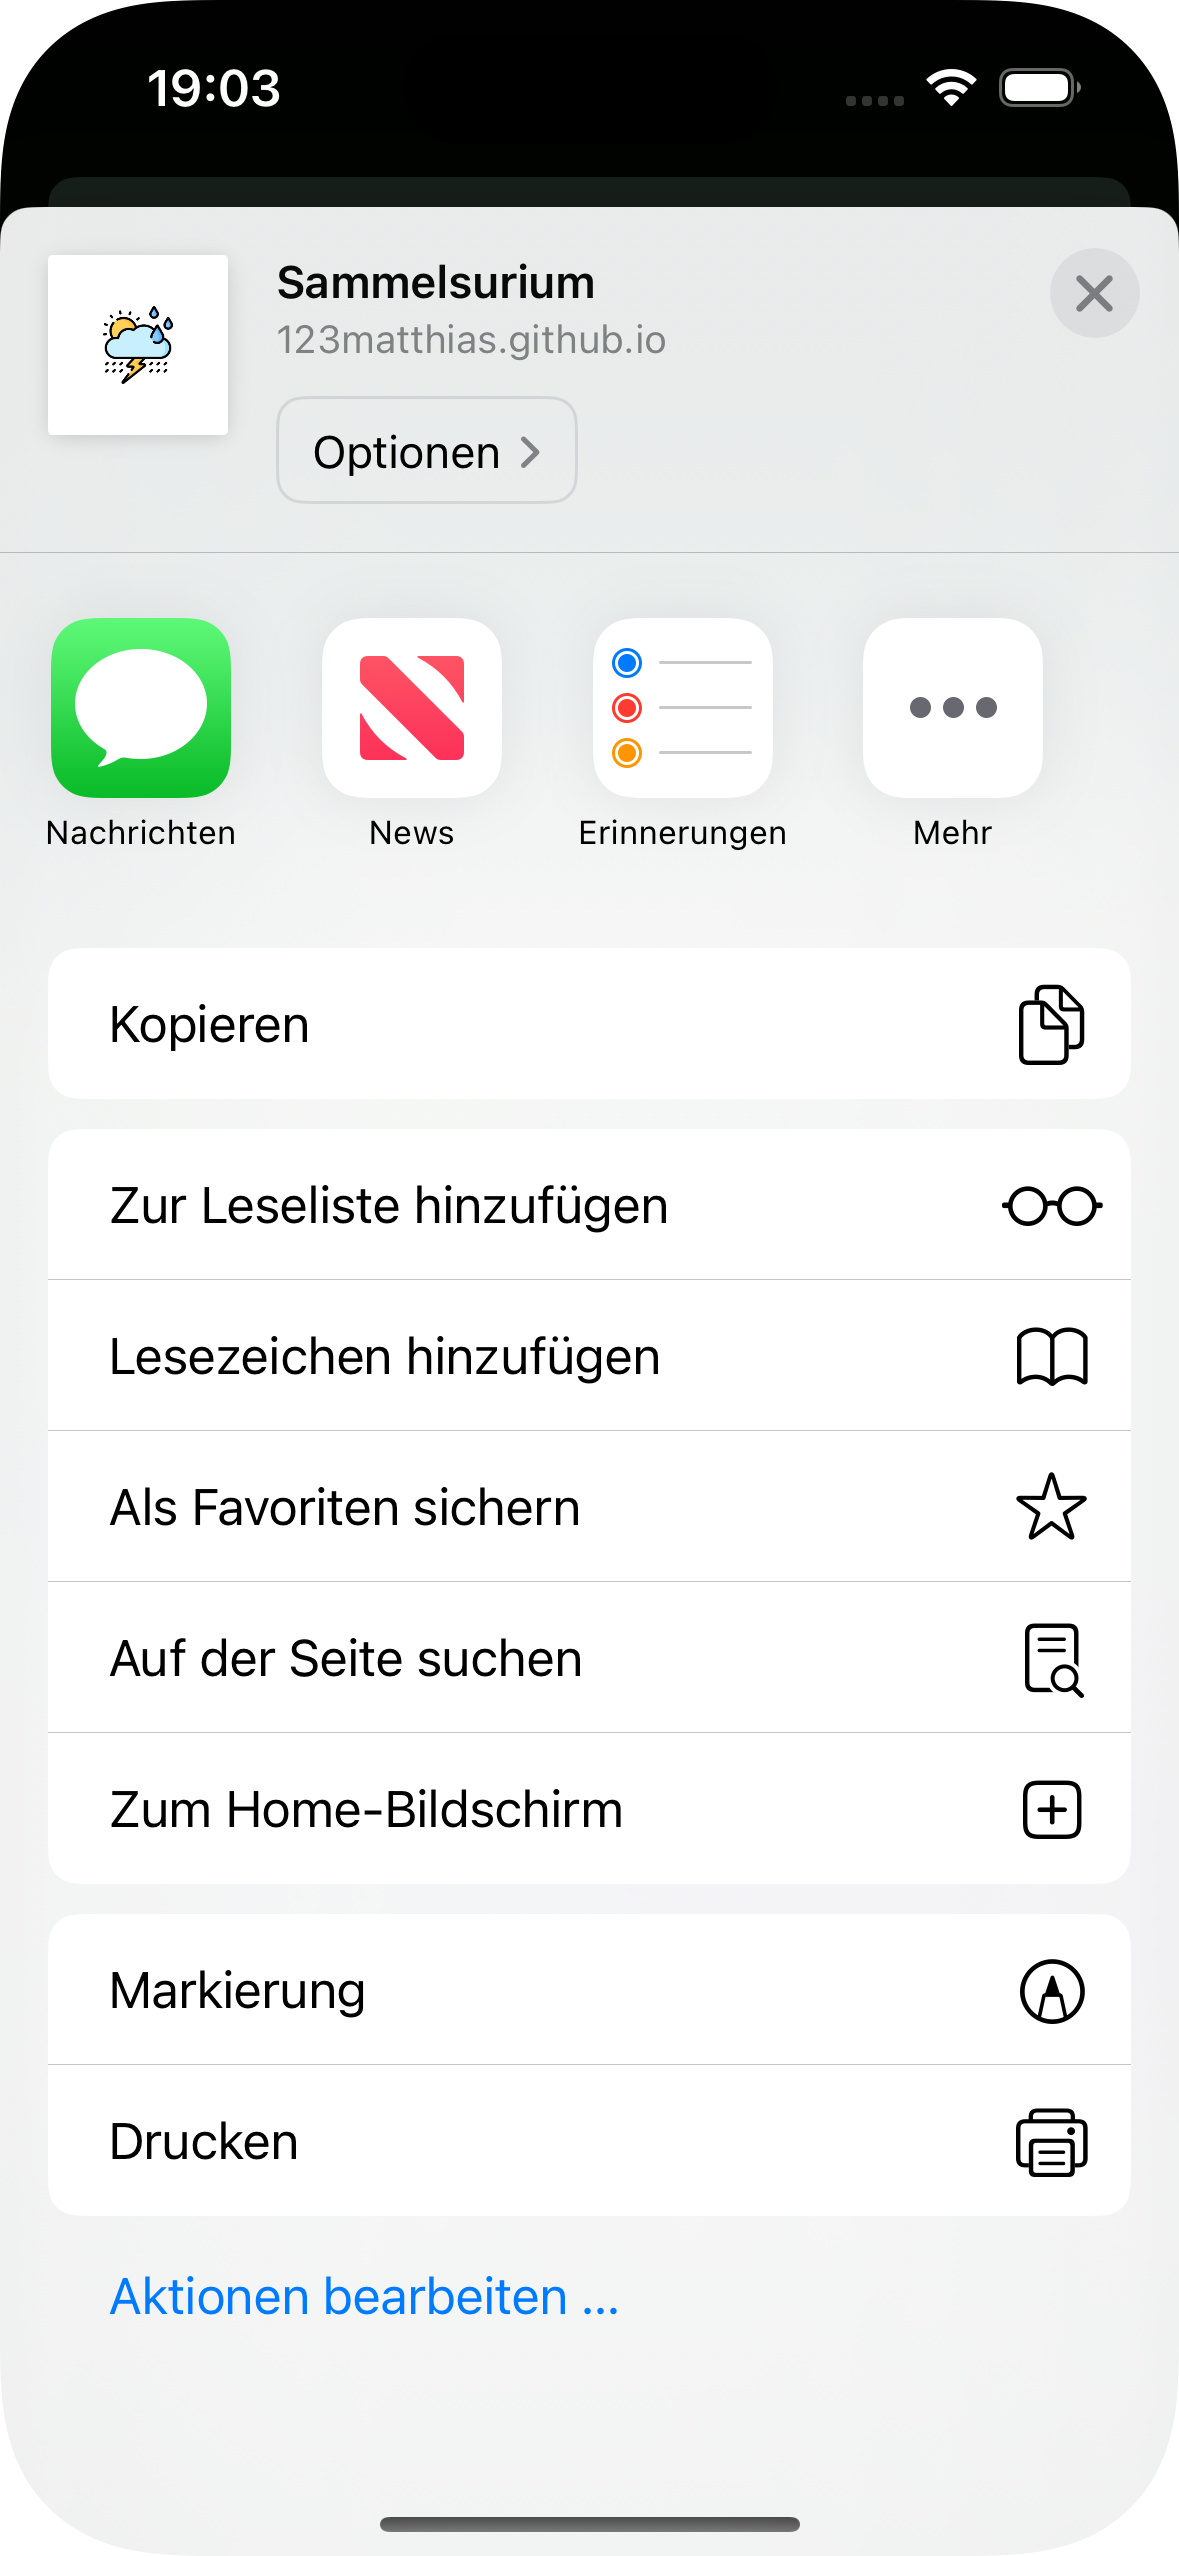 19:03
Sammelsurium
123matthias.github.io
Optionen
Nachrichten
News
Erinnerungen
Mehr
Kopieren
Zur Leseliste hinzufügen
Lesezeichen hinzufügen
Als Favoriten sichern
Auf der Seite suchen
Zum Home-Bildschirm
Markierung
Drucken
Aktionen bearbeiten ...